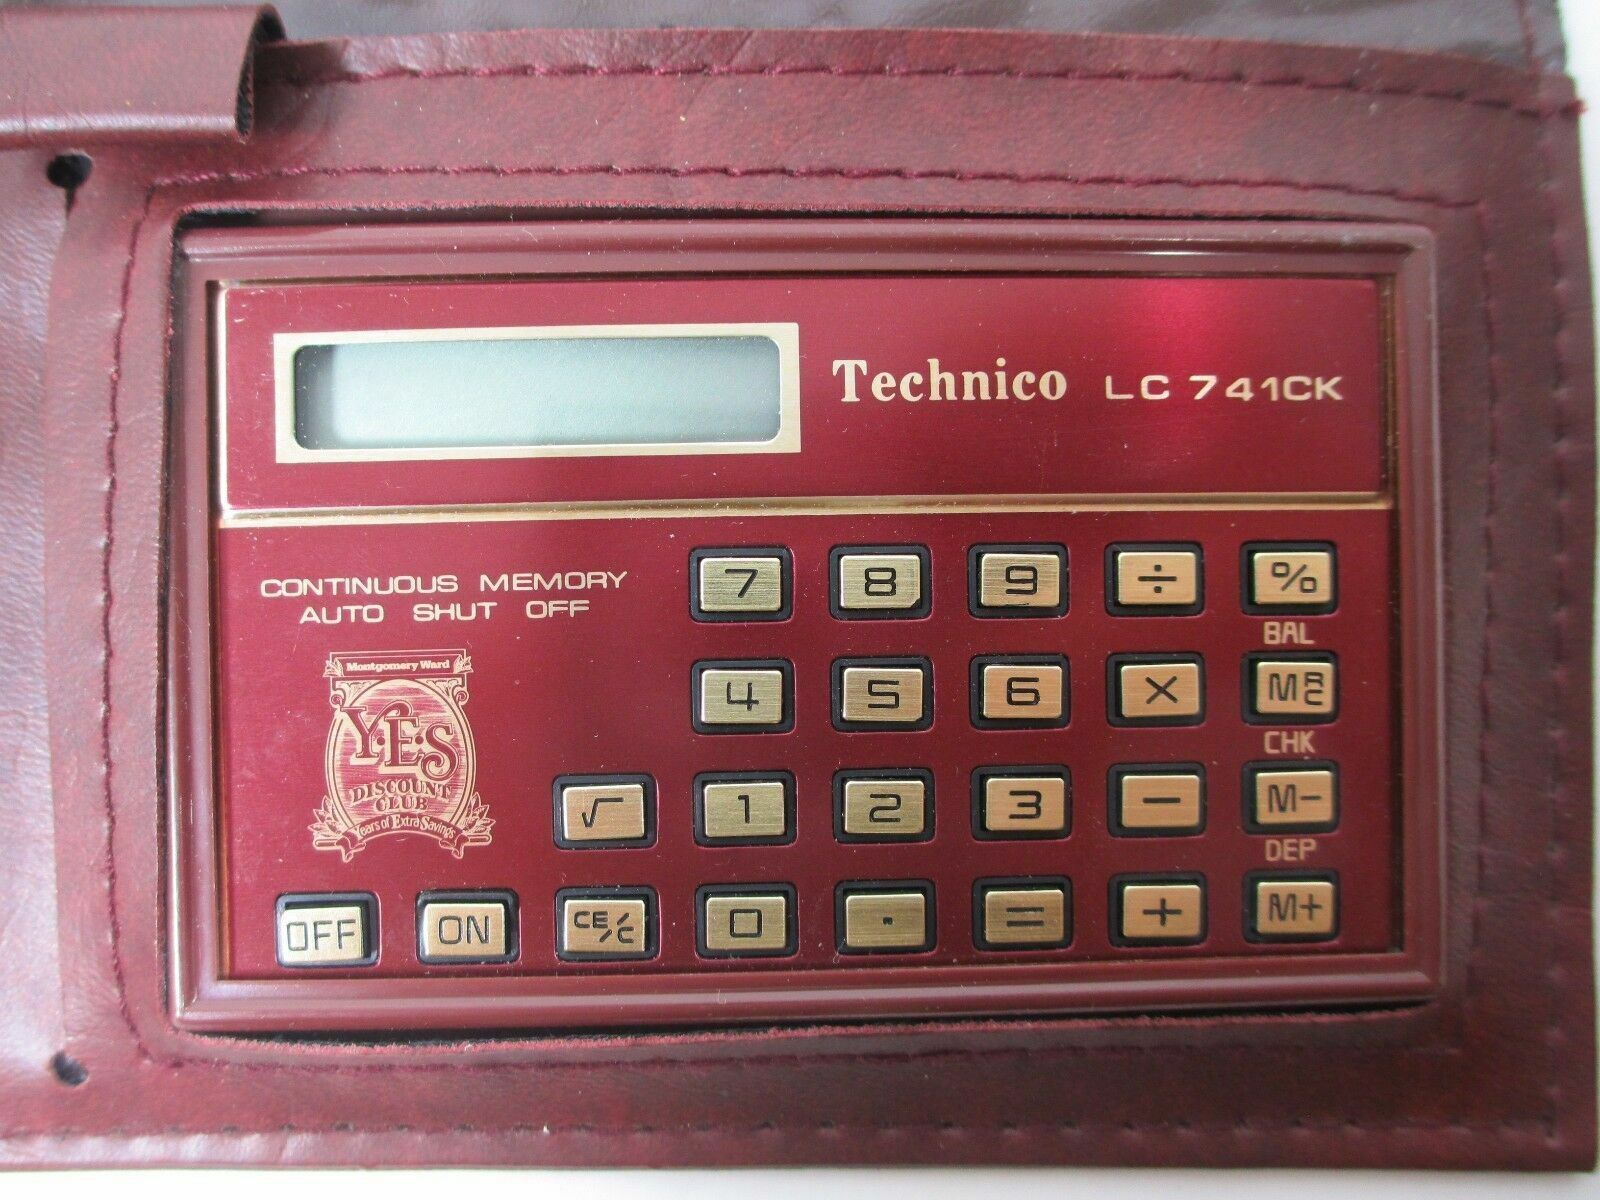 Technico LC 741CK
CONTINUOUS MEMORY
AUTO SHUT OFF
Montgomery Ward
Y·E·S
DISCOUNT
CLUB
Years of Extra Savings
7 8 9 ÷ %
BAL
4 5 6 × MRC
CHK
√ 1 2 3 − M−
DEP
OFF ON CE/C 0 . = + M+